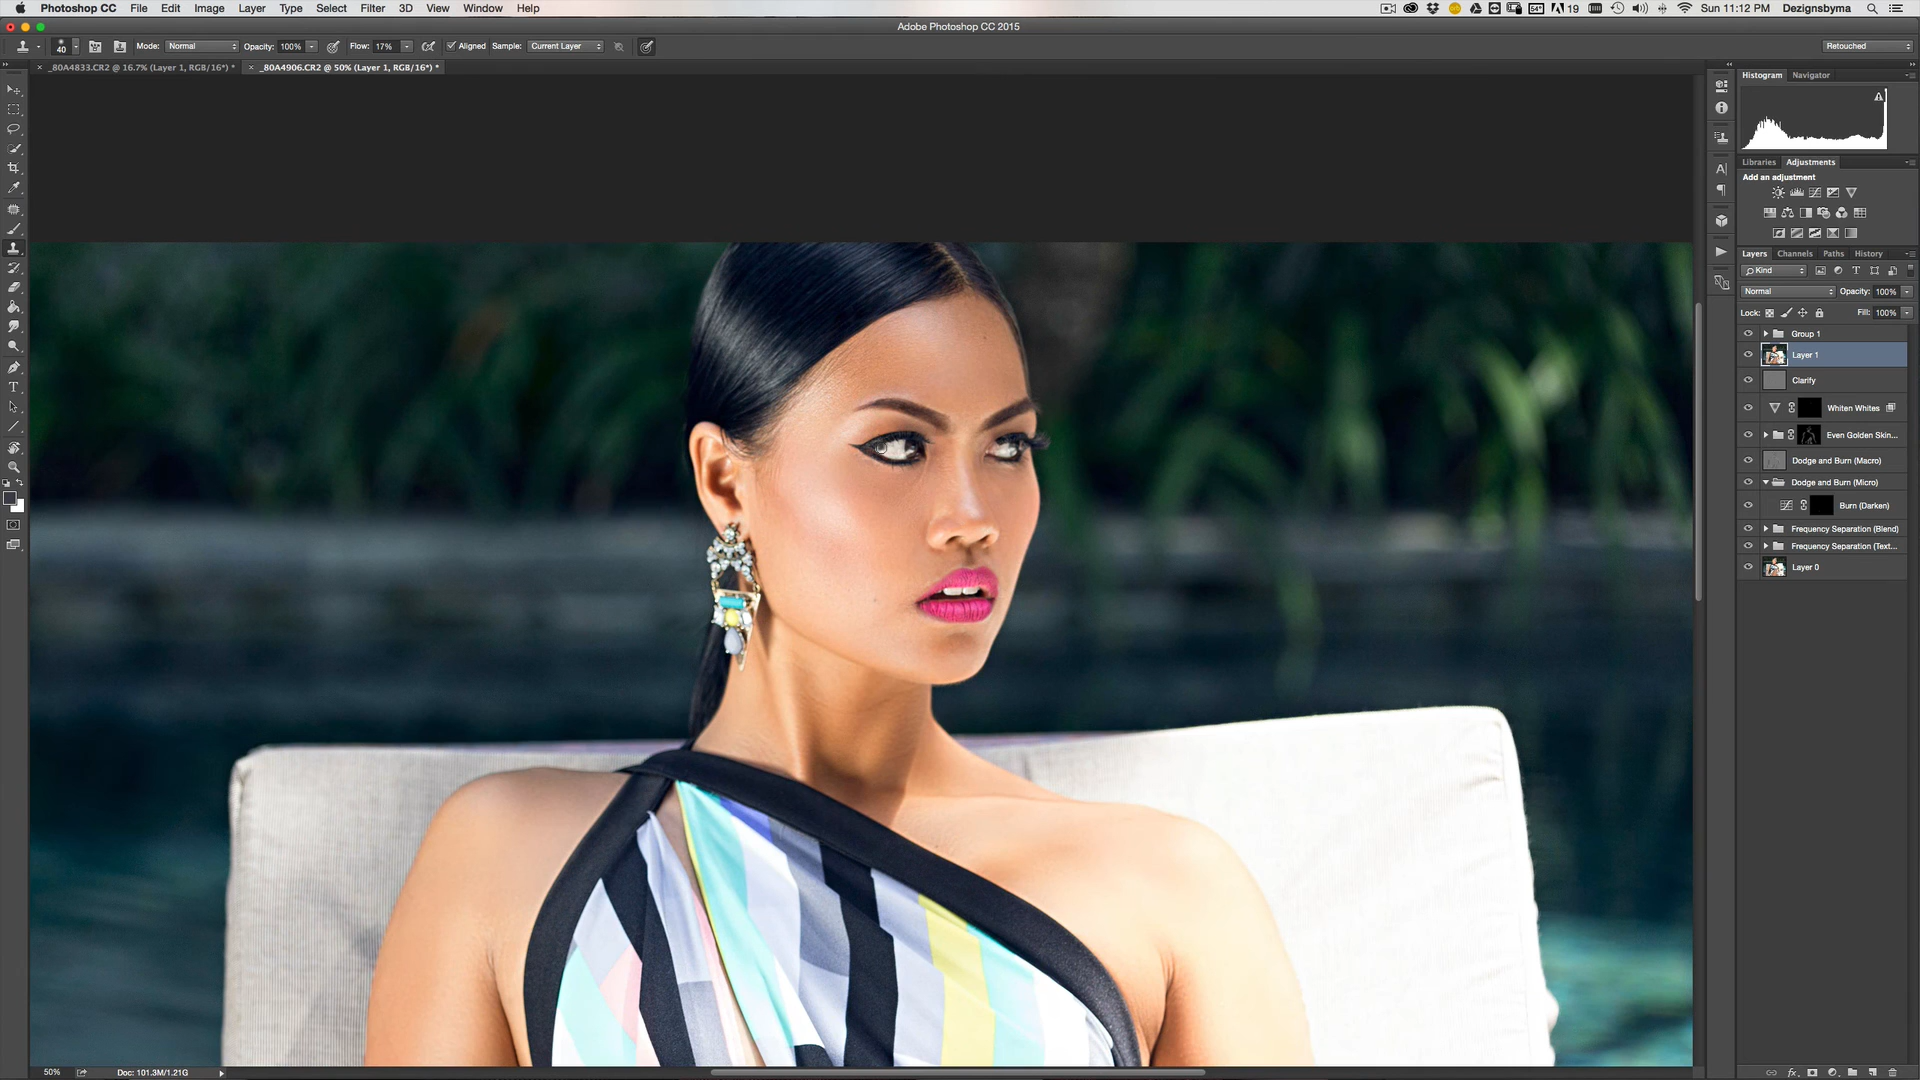 Photoshop CC File Edit Image Layer Type Select Filter 3D View Window Help 54° 19 Sun 11:12 PM Dezignsbyma
Adobe Photoshop CC 2015
40 Mode: Normal Opacity: 100% Flow: 17% Aligned Sample: Current Layer Retouched
_80A4833.CR2 @ 16.7% (Layer 1, RGB/16*) * _80A4906.CR2 @ 50% (Layer 1, RGB/16*) *
Histogram Navigator
Libraries Adjustments
Add an adjustment
Layers Channels Paths History
Kind
Normal Opacity: 100%
Lock: Fill: 100%
Group 1
Layer 1
Clarify
Whiten Whites
Even Golden Skin...
Dodge and Burn (Macro)
Dodge and Burn (Micro)
Burn (Darken)
Frequency Separation (Blend)
Frequency Separation (Text...
Layer 0
50% Doc: 101.3M/1.21G